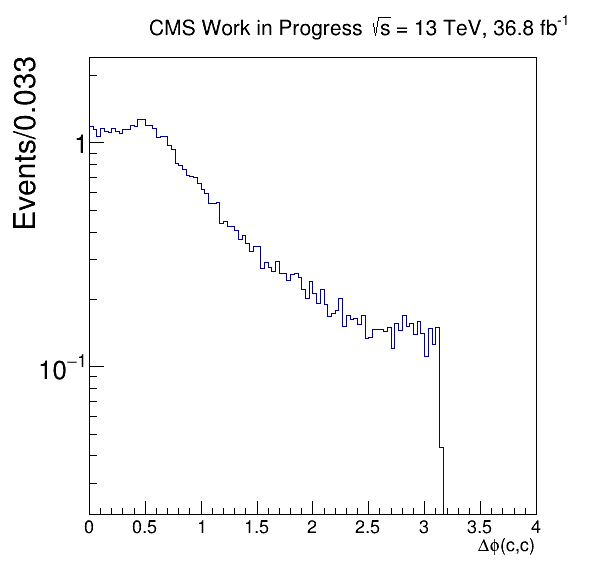 CMS Work in Progress √s = 13 TeV, 36.8 fb⁻¹
Events/0.033
1
10⁻¹
0 0.5 1 1.5 2 2.5 3 3.5 4
Δϕ(c,c)